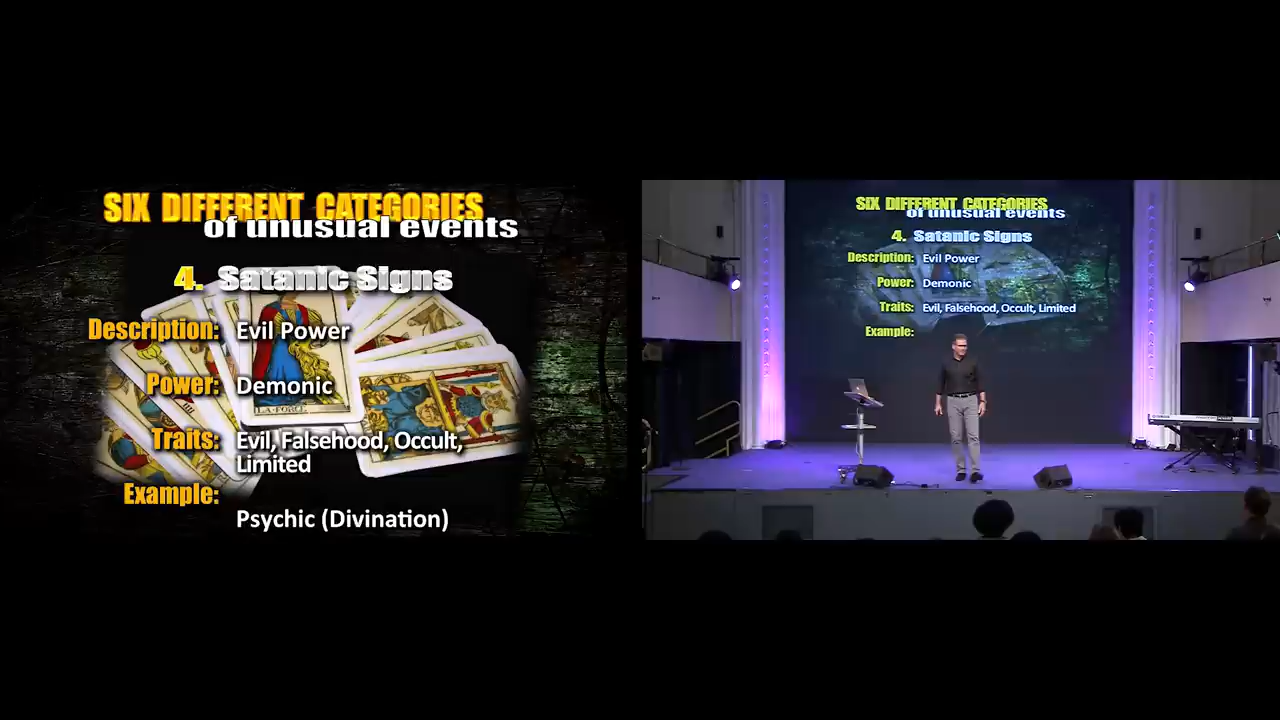 SIX DIFFERENT CATEGORIES
of unusual events
4. Satanic Signs
Description: Evil Power
Power: Demonic
Traits: Evil, Falsehood, Occult,
Limited
Example:
Psychic (Divination)
LA FORCE
SIX DIFFERENT CATEGORIES
of unusual events
4. Satanic Signs
Description: Evil Power
Power: Demonic
Traits: Evil, Falsehood, Occult, Limited
Example: